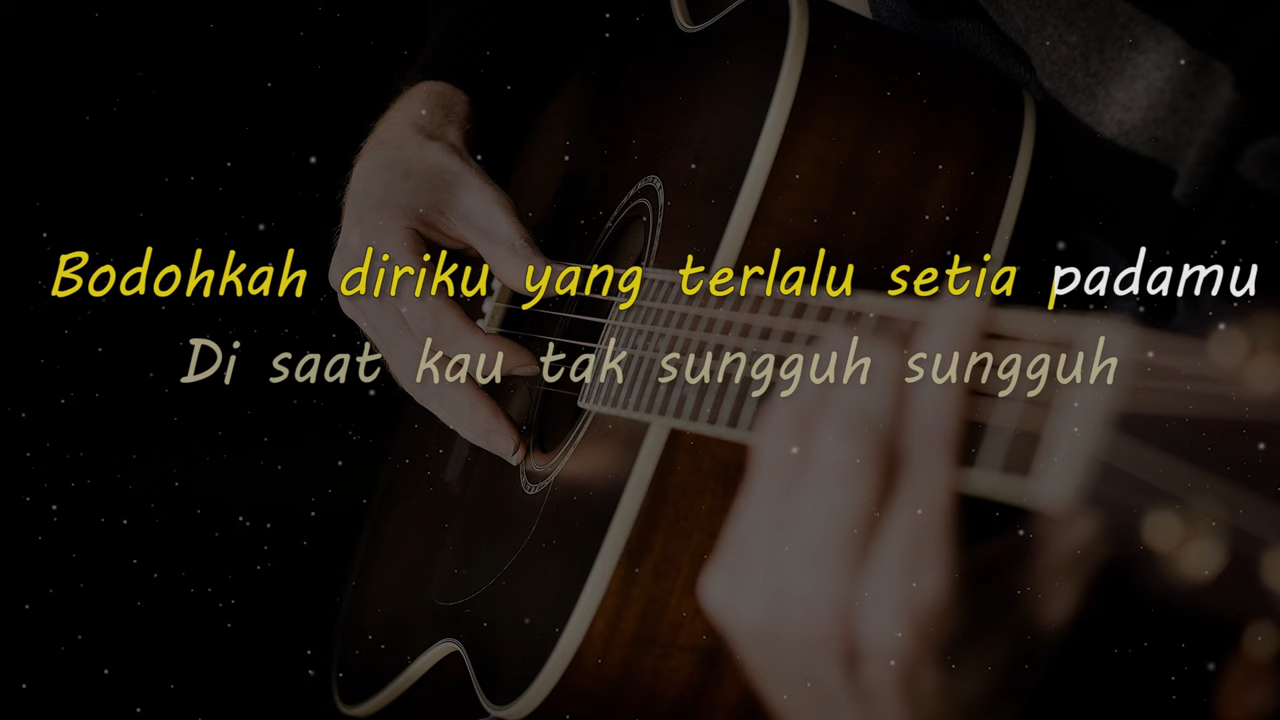 Bodohkah diriku yang terlalu setia padamu
Di saat kau tak sungguh sungguh